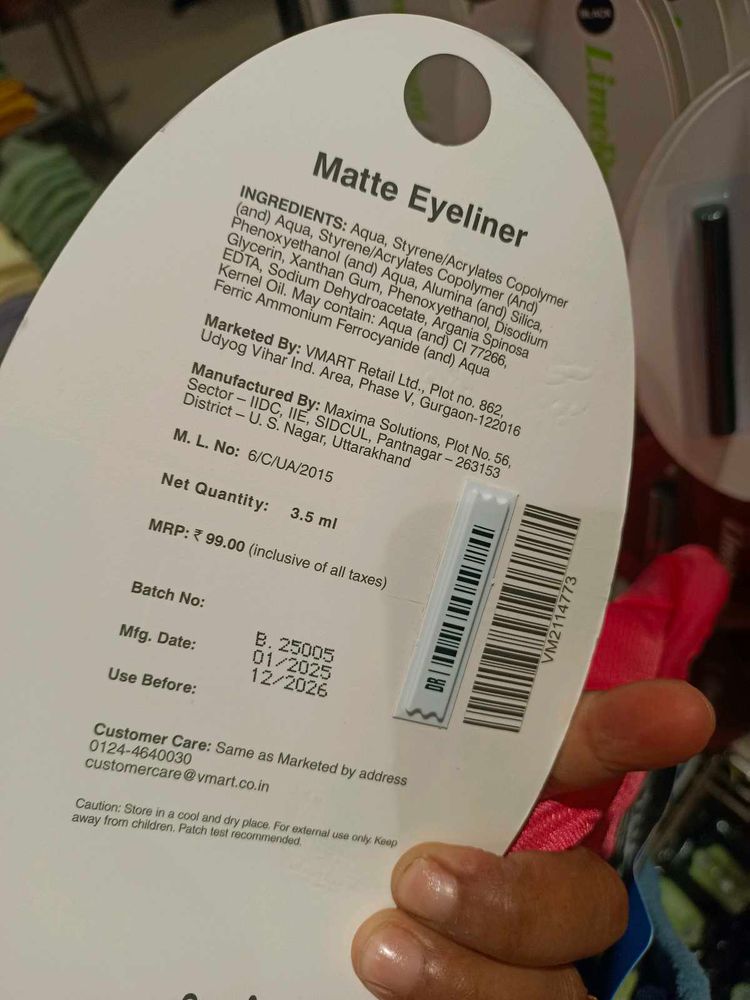 BLACK
Matte Eyeliner
INGREDIENTS: Aqua, Styrene/Acrylates Copolymer
(and) Aqua, Styrene/Acrylates Copolymer (And)
Phenoxyethanol (and) Aqua, Alumina (and) Silica,
Glycerin, Xanthan Gum, Phenoxyethanol, Disodium
EDTA, Sodium Dehydroacetate, Argania Spinosa
Kernel Oil. May contain: Aqua (and) CI 77266,
Ferric Ammonium Ferrocyanide (and) Aqua
Marketed By: VMART Retail Ltd., Plot no. 862,
Udyog Vihar Ind. Area, Phase V, Gurgaon-122016
Manufactured By: Maxima Solutions, Plot No. 56,
Sector – IIDC, IIE, SIDCUL, Pantnagar – 263153
District – U. S. Nagar, Uttarakhand
M. L. No: 6/C/UA/2015
Net Quantity: 3.5 ml
MRP: ₹ 99.00 (inclusive of all taxes)
Batch No: B. 25005
Mfg. Date: 01/2025
Use Before: 12/2026
DR
VM2114773
Customer Care: Same as Marketed by address
0124-4640030
customercare@vmart.co.in
Caution: Store in a cool and dry place. For external use only. Keep
away from children. Patch test recommended.